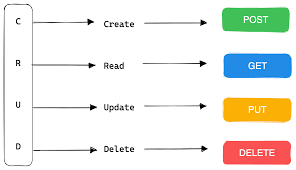 C Create POST
R Read GET
U Update PUT
D Delete DELETE